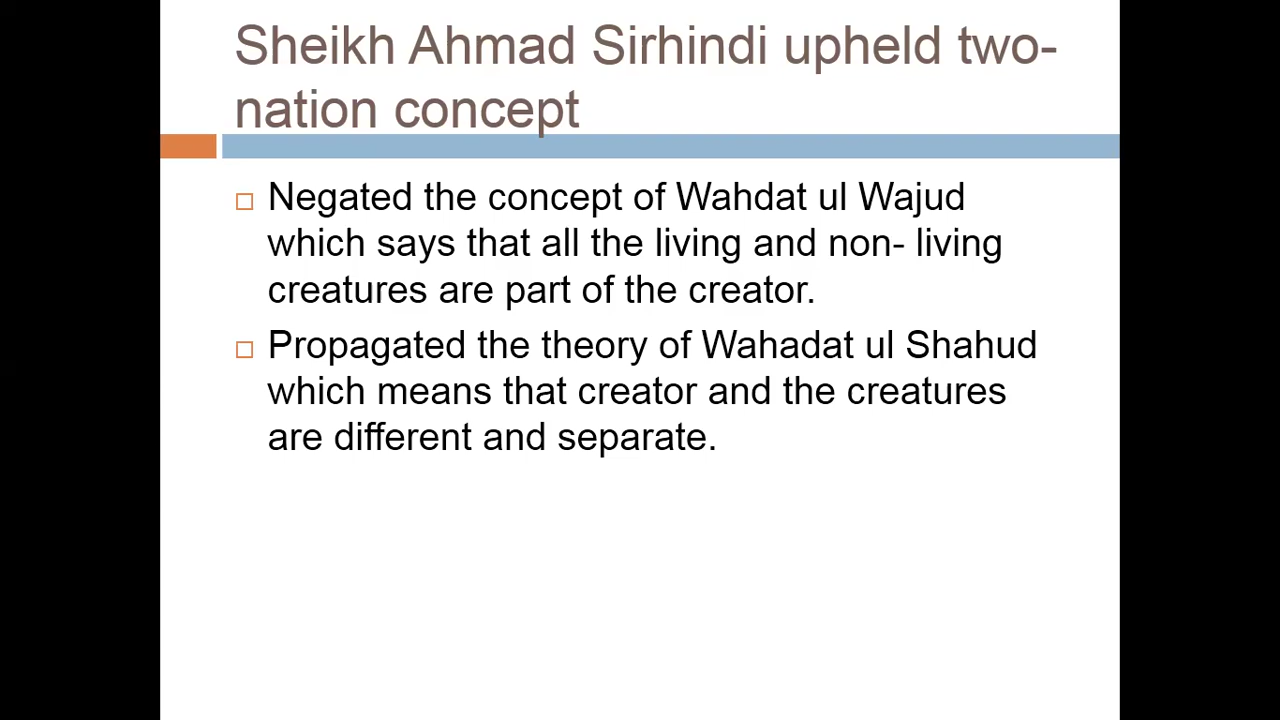 Sheikh Ahmad Sirhindi upheld two-
nation concept
Negated the concept of Wahdat ul Wajud
which says that all the living and non- living
creatures are part of the creator.
Propagated the theory of Wahadat ul Shahud
which means that creator and the creatures
are different and separate.